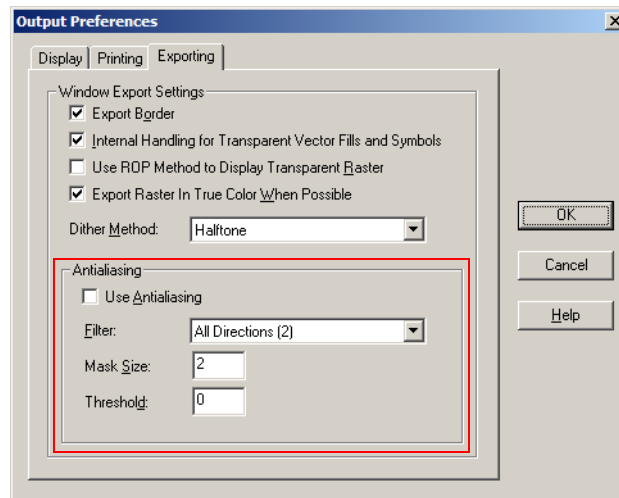 Output Preferences
Display Printing Exporting
Window Export Settings
Export Border
Internal Handling for Transparent Vector Fills and Symbols
Use ROP Method to Display Transparent Raster
Export Raster In True Color When Possible
Dither Method: Halftone
OK
Antialiasing
Cancel
Use Antialiasing
Help
Filter: All Directions (2)
Mask Size: 2
Threshold: 0